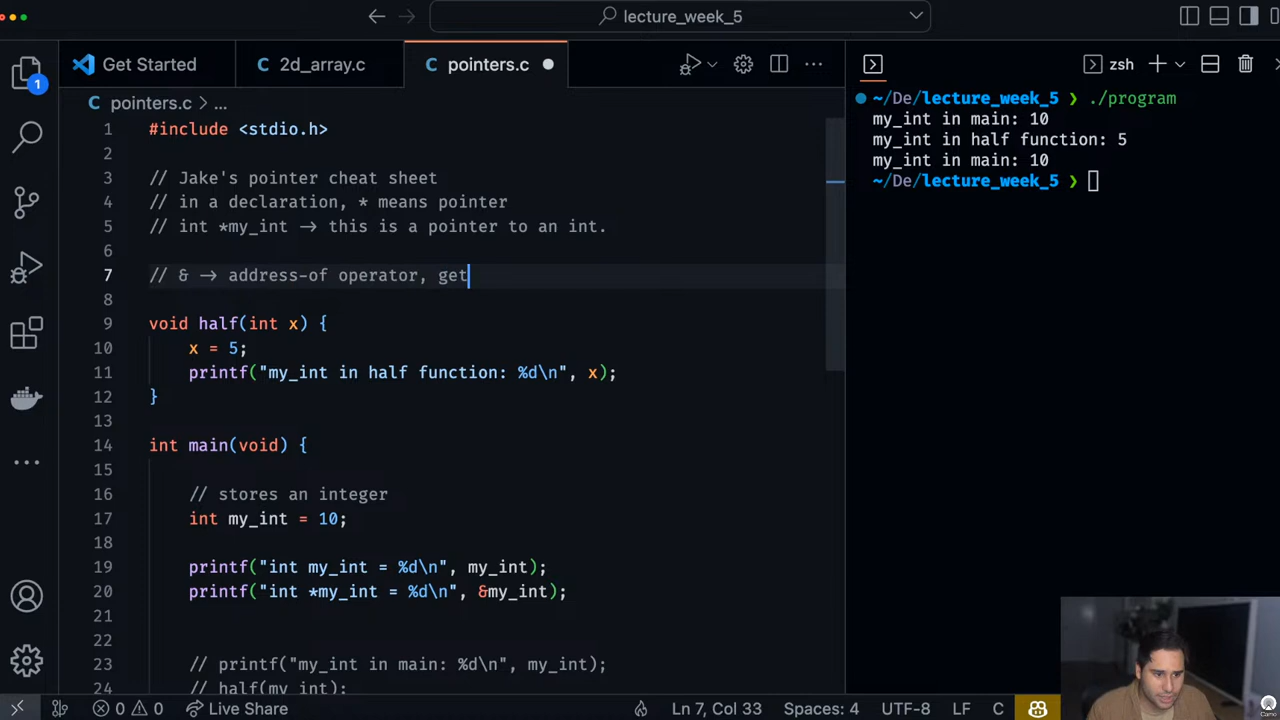 lecture_week_5
Get Started
2d_array.c
pointers.c
zsh
1
pointers.c > ...
1 #include <stdio.h>
2
3 // Jake's pointer cheat sheet
4 // in a declaration, * means pointer
5 // int *my_int → this is a pointer to an int.
6
7 // & → address-of operator, get
8
9 void half(int x) {
10 x = 5;
11 printf("my_int in half function: %d\n", x);
12 }
13
14 int main(void) {
15
16 // stores an integer
17 int my_int = 10;
18
19 printf("int my_int = %d\n", my_int);
20 printf("int *my_int = %d\n", &my_int);
21
22
23 // printf("my_int in main: %d\n", my_int);
24 // half(my_int);
~/De/lecture_week_5 ❯ ./program
my_int in main: 10
my_int in half function: 5
my_int in main: 10
~/De/lecture_week_5 ❯
0 0 Live Share
Ln 7, Col 33 Spaces: 4 UTF-8 LF C
Camo